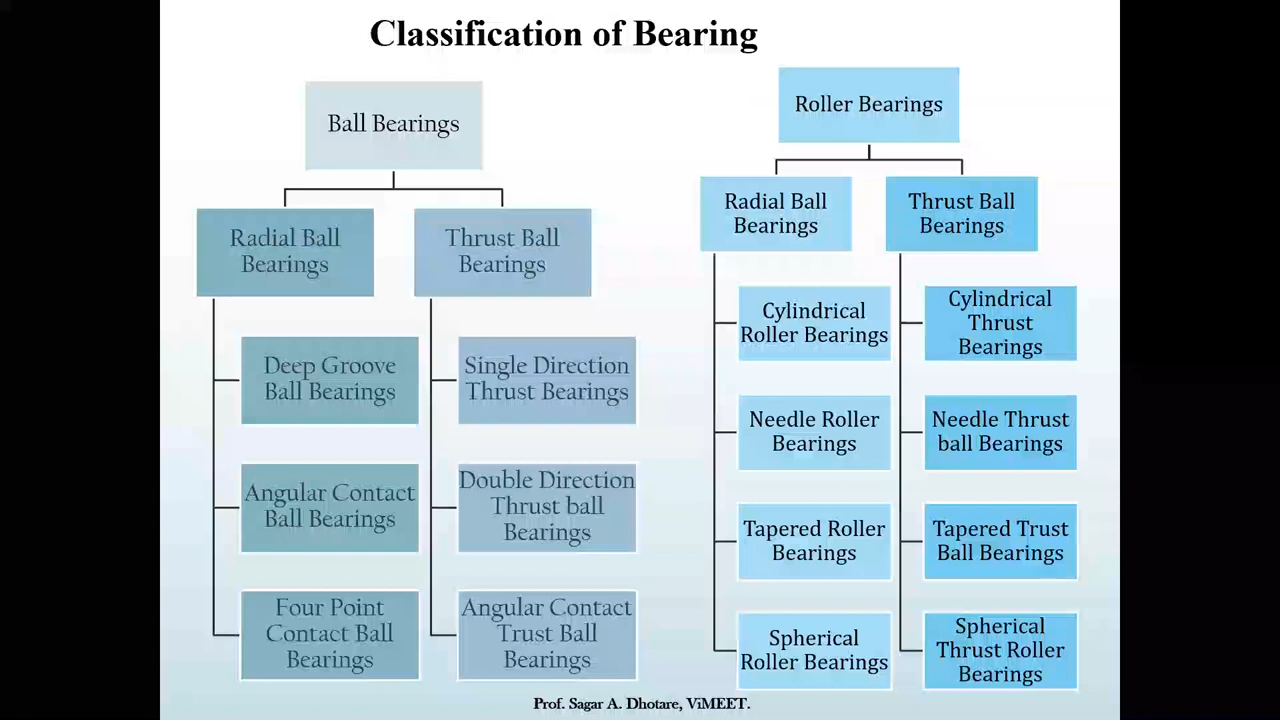 Classification of Bearing
Ball Bearings
Radial Ball
Bearings
Deep Groove
Ball Bearings
Angular Contact
Ball Bearings
Four Point
Contact Ball
Bearings
Thrust Ball
Bearings
Single Direction
Thrust Bearings
Double Direction
Thrust ball
Bearings
Angular Contact
Trust Ball
Bearings
Roller Bearings
Radial Ball
Bearings
Cylindrical
Roller Bearings
Needle Roller
Bearings
Tapered Roller
Bearings
Spherical
Roller Bearings
Thrust Ball
Bearings
Cylindrical
Thrust
Bearings
Needle Thrust
ball Bearings
Tapered Trust
Ball Bearings
Spherical
Thrust Roller
Bearings
Prof. Sagar A. Dhotare, ViMEET.